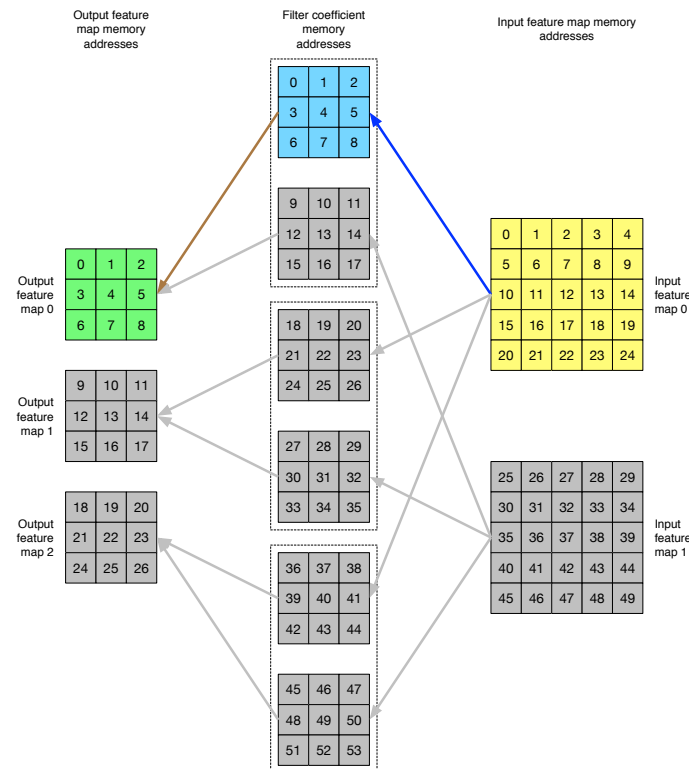 Output feature
map memory
addresses
Filter coefficient
memory
addresses
Input feature map memory
addresses
0 1 2
3 4 5
6 7 8
9 10 11
12 13 14
15 16 17
18 19 20
21 22 23
24 25 26
27 28 29
30 31 32
33 34 35
36 37 38
39 40 41
42 43 44
45 46 47
48 49 50
51 52 53
Output
feature
map 0
0 1 2
3 4 5
6 7 8
Output
feature
map 1
9 10 11
12 13 14
15 16 17
Output
feature
map 2
18 19 20
21 22 23
24 25 26
0 1 2 3 4
5 6 7 8 9
10 11 12 13 14
15 16 17 18 19
20 21 22 23 24
Input
feature
map 0
25 26 27 28 29
30 31 32 33 34
35 36 37 38 39
40 41 42 43 44
45 46 47 48 49
Input
feature
map 1